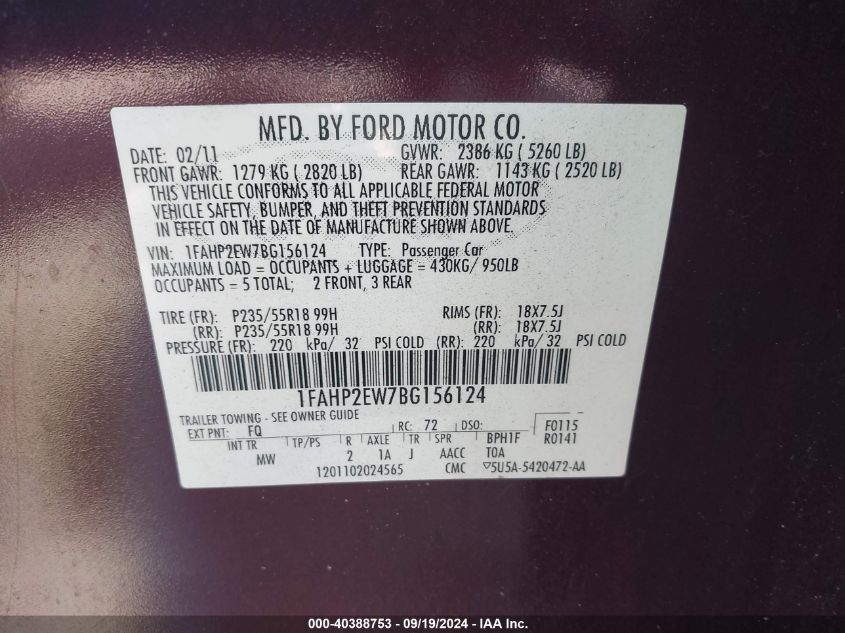 MFD. BY FORD MOTOR CO.
DATE: 02/11 GVWR: 2386 KG ( 5260 LB)
FRONT GAWR: 1279 KG ( 2820 LB) REAR GAWR: 1143 KG ( 2520 LB)
THIS VEHICLE CONFORMS TO ALL APPLICABLE FEDERAL MOTOR
VEHICLE SAFETY, BUMPER, AND THEFT PREVENTION STANDARDS
IN EFFECT ON THE DATE OF MANUFACTURE SHOWN ABOVE.
VIN: 1FAHP2EW7BG156124 TYPE: Passenger Car
MAXIMUM LOAD = OCCUPANTS + LUGGAGE = 430KG/ 950LB
OCCUPANTS = 5 TOTAL; 2 FRONT, 3 REAR
TIRE (FR): P235/55R18 99H RIMS (FR): 18X7.5J
(RR): P235/55R18 99H (RR): 18X7.5J
PRESSURE (FR): 220 kPa/ 32 PSI COLD (RR): 220 kPa/ 32 PSI COLD
1FAHP2EW7BG156124
TRAILER TOWING - SEE OWNER GUIDE
EXT PNT: FQ RC: 72 DSO: F0115
INT TR TP/PS R AXLE TR SPR BPH1F R0141
MW 2 1A J AACC TOA
1201102024565 CMC ▽5U5A-5420472-AA
000-40388753 - 09/19/2024 - IAA Inc.